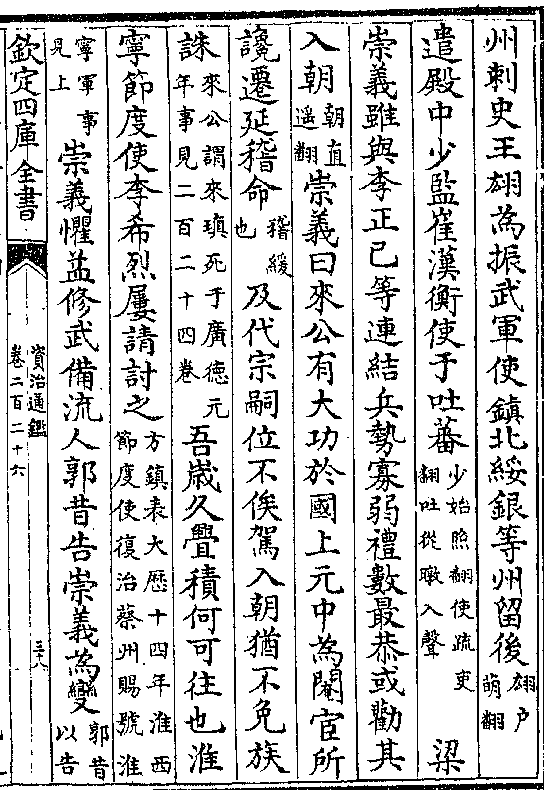 州刺史王翃為振武軍使鎮北綏銀等州留後翃户萌翻
遣殿中少監崔漢衡使于吐蕃少始照翻使疏吏翻吐從暾入聲 梁
崇義雖與李正已等連結兵勢寡弱禮數最恭或勸其
入朝朝直遥翻崇義曰來公有大功於國上元中為閹宦所
讒遷延稽命稽緩也及代宗嗣位不俟駕入朝猶不免族
誅來公謂來瑱死于廣德元年事見二百二十四卷吾歲久舋積何可往也淮
寧節度使李希烈屢請討之方鎮表大歷十四年淮西節度使復治蔡州賜號淮
寧軍事見上崇義懼益修武備流人郭昔告崇義為變郭昔以告
欽定四庫全書
資治通鑑
卷二百二十六
三十八